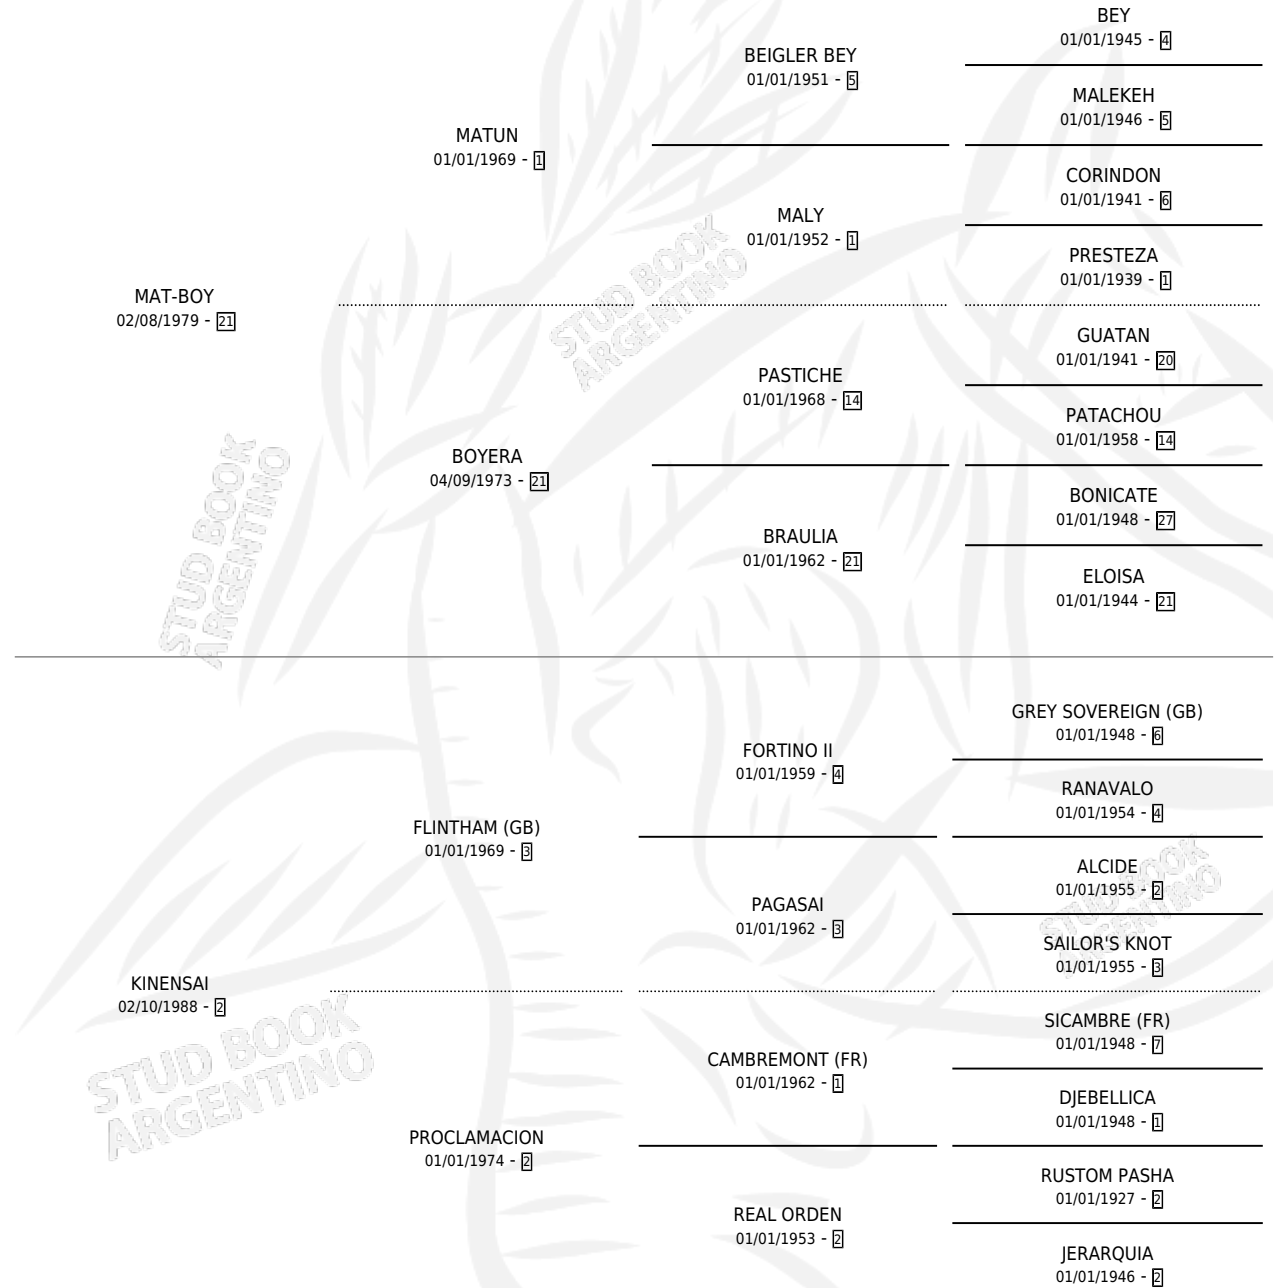 BEY
01/01/1945 - 4
BEIGLER BEY
01/01/1951 - 5
MALEKEH
01/01/1946 - 5
MATUN
01/01/1969 - 1
CORINDON
01/01/1941 - 6
MALY
01/01/1952 - 1
PRESTEZA
01/01/1939 - 1
MAT-BOY
02/08/1979 - 21
GUATAN
01/01/1941 - 20
PASTICHE
01/01/1968 - 14
PATACHOU
01/01/1958 - 14
BOYERA
04/09/1973 - 21
BONICATE
01/01/1948 - 27
BRAULIA
01/01/1962 - 21
ELOISA
01/01/1944 - 21
GREY SOVEREIGN (GB)
01/01/1948 - 6
FORTINO II
01/01/1959 - 4
RANAVALO
01/01/1954 - 4
FLINTHAM (GB)
01/01/1969 - 3
ALCIDE
01/01/1955 - 2
PAGASAI
01/01/1962 - 3
SAILOR'S KNOT
01/01/1955 - 3
KINENSAI
02/10/1988 - 2
SICAMBRE (FR)
01/01/1948 - 7
CAMBREMONT (FR)
01/01/1962 - 1
DJEBELLICA
01/01/1948 - 1
PROCLAMACION
01/01/1974 - 2
RUSTOM PASHA
01/01/1927 - 2
REAL ORDEN
01/01/1953 - 2
JERARQUIA
01/01/1946 - 2
STUD BOOK
ARGENTINO
STUD BOOK
ARGENTINO
STUD BOOK
ARGENTINO
STUD BOOK
ARGENTINO